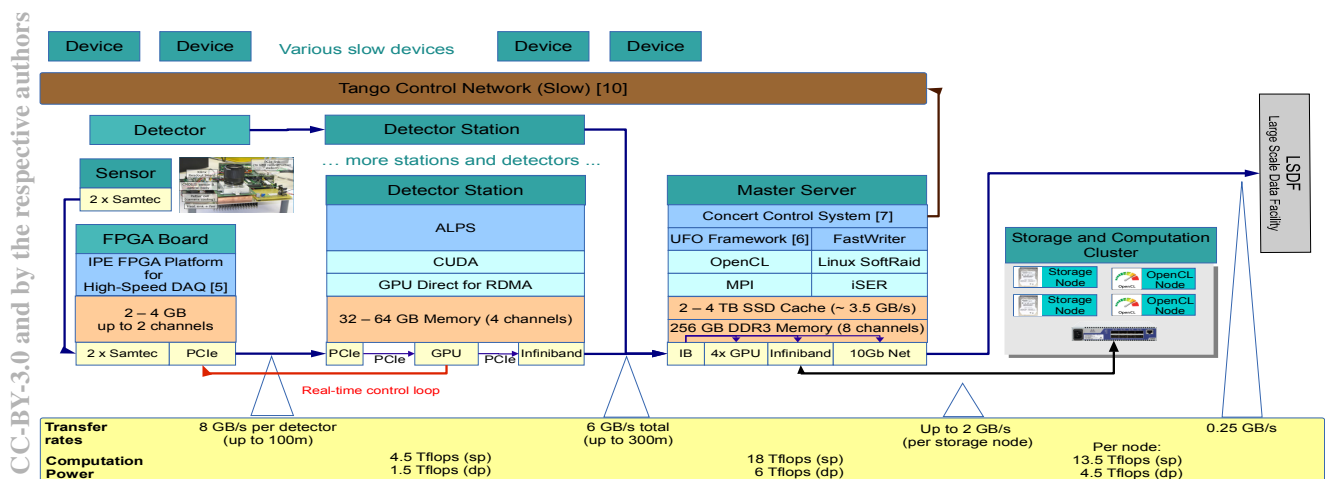 CC-BY-3.0 and by the respective authors
Device
Device
Various slow devices
Device
Device
Tango Control Network (Slow) [10]
Detector
Detector Station
... more stations and detectors ...
Sensor
2 x Samtec
FPGA Board
IPE FPGA Platform
for
High-Speed DAQ [5]
2 – 4 GB
up to 2 channels
2 x Samtec
PCIe
Detector Station
ALPS
CUDA
GPU Direct for RDMA
32 – 64 GB Memory (4 channels)
PCIe
PCIe
GPU
PCIe
Infiniband
Real-time control loop
Master Server
Concert Control System [7]
UFO Framework [6]
FastWriter
OpenCL
Linux SoftRaid
MPI
iSER
2 – 4 TB SSD Cache (~ 3.5 GB/s)
256 GB DDR3 Memory (8 channels)
IB
4x GPU
Infiniband
10Gb Net
Storage and Computation
Cluster
Storage
Node
OpenCL
OpenCL
Node
Storage
Node
OpenCL
OpenCL
Node
LSDF
Large Scale Data Facility
Transfer
rates
8 GB/s per detector
(up to 100m)
6 GB/s total
(up to 300m)
Up to 2 GB/s
(per storage node)
0.25 GB/s
Computation
Power
4.5 Tflops (sp)
1.5 Tflops (dp)
18 Tflops (sp)
6 Tflops (dp)
Per node:
13.5 Tflops (sp)
4.5 Tflops (dp)